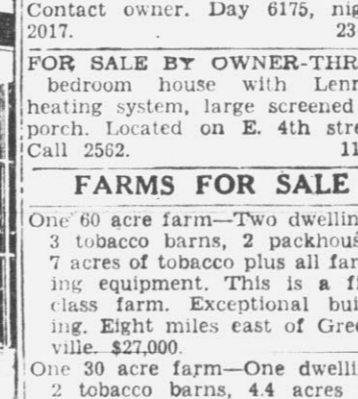 Contact owner. Day 6175, nig
2017. 23
FOR SALE BY OWNER-THR
bedroom house with Lenn
heating system, large screened
porch. Located on E. 4th stre
Call 2562. 11
FARMS FOR SALE
One 60 acre farm—Two dwellin
3 tobacco barns, 2 packhous
7 acres of tobacco plus all far
ing equipment. This is a fi
class farm. Exceptional buil
ing. Eight miles east of Gree
ville. $27,000.
One 30 acre farm—One dwelli
2 tobacco barns, 4.4 acres